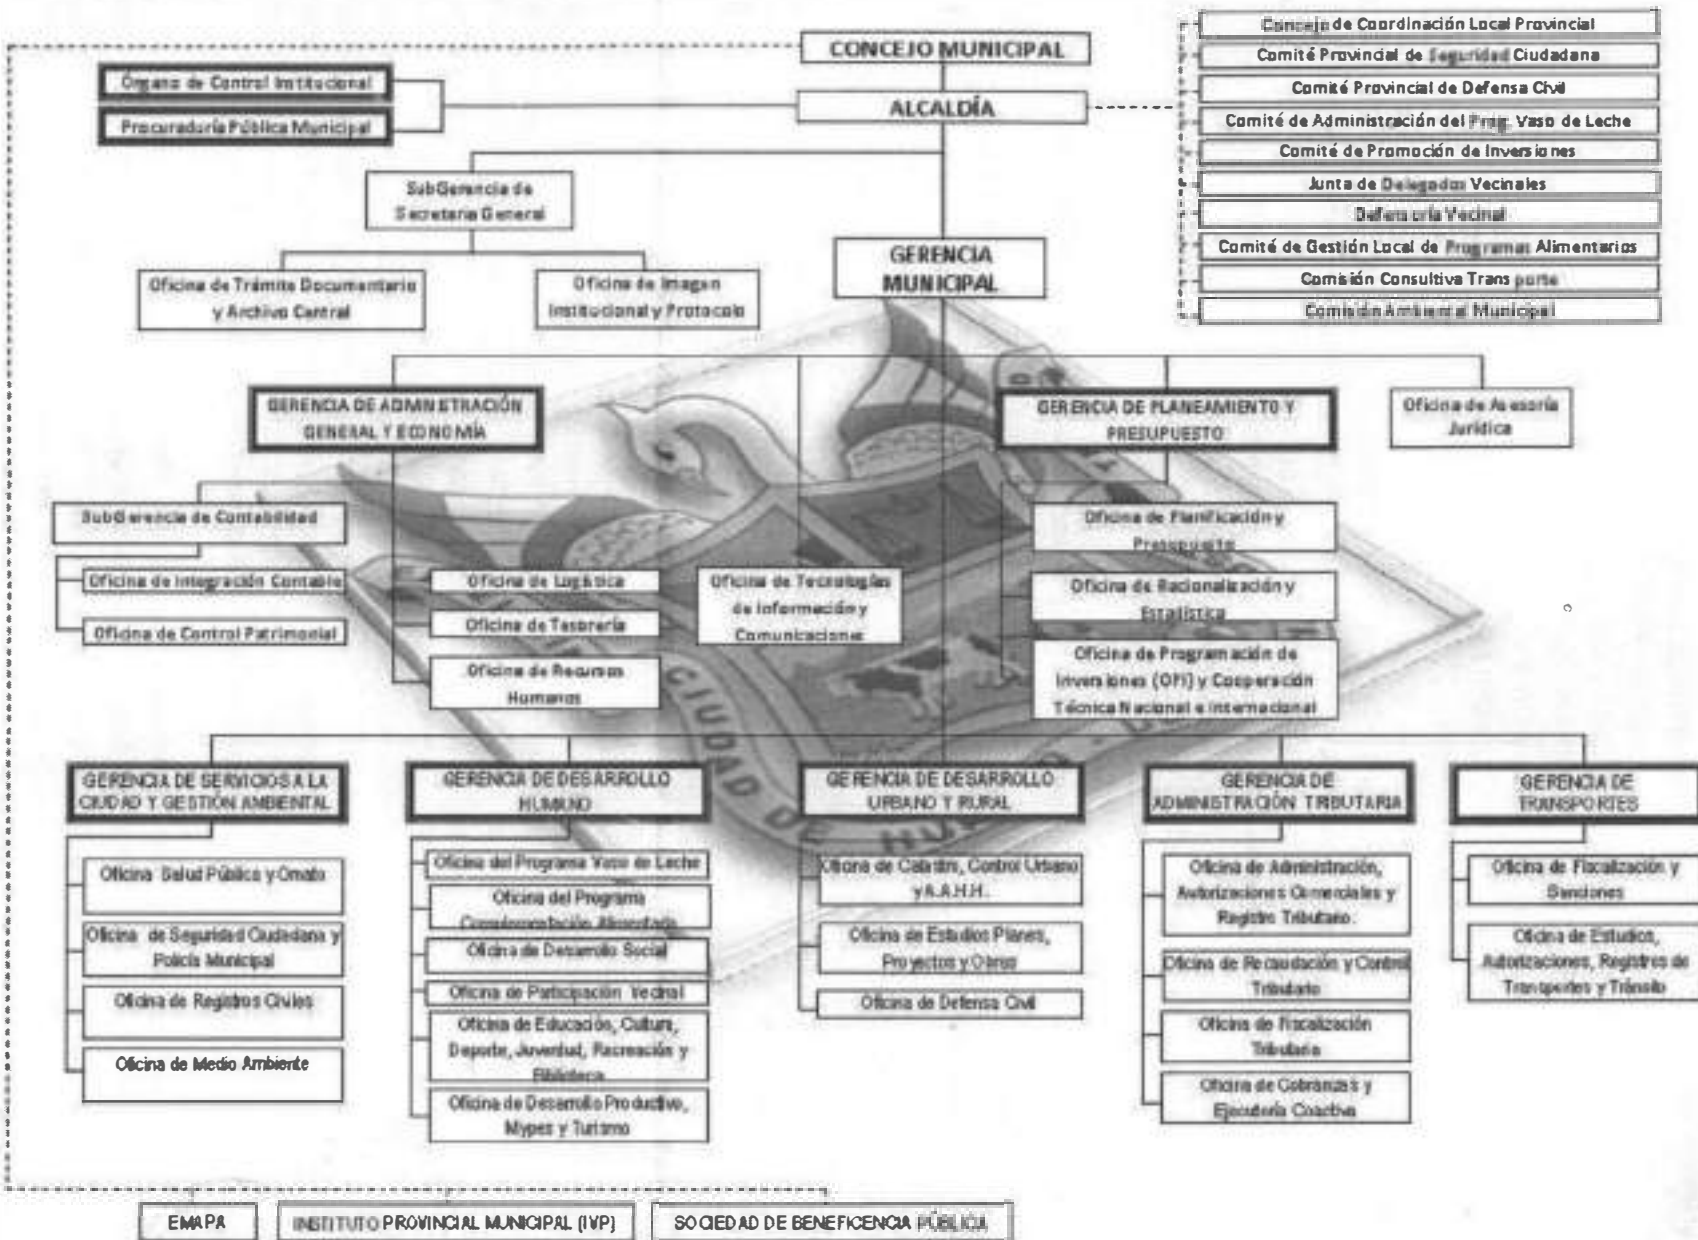 CONCEJO MUNICIPAL
Órgano de Control Institucional
Procuraduría Pública Municipal
ALCALDÍA
Concejo de Coordinación Local Provincial
Comité Provincial de Seguridad Ciudadana
Comité Provincial de Defensa Civil
Comité de Administración del Prog. Vaso de Leche
Comité de Promoción de Inversiones
Junta de Delegados Vecinales
Defensoría Vecinal
Comité de Gestión Local de Programas Alimentarios
Comisión Consultiva Transporte
Comisión Ambiental Municipal
SubGerencia de
Secretaria General
Oficina de Trámite Documentario
y Archivo Central
Oficina de Imagen
Institucional y Protocolo
GERENCIA
MUNICIPAL
GERENCIA DE ADMINISTRACIÓN
GENERAL Y ECONOMÍA
GERENCIA DE PLANEAMIENTO Y
PRESUPUESTO
Oficina de Asesoría
Jurídica
SubGerencia de Contabilidad
Oficina de Integración Contable
Oficina de Control Patrimonial
Oficina de Logística
Oficina de Tesorería
Oficina de Recursos
Humanos
Oficina de Tecnologías
de Información y
Comunicaciones
Oficina de Planificación y
Presupuesto
Oficina de Racionalización y
Estadística
Oficina de Programación de
Inversiones (OPI) y Cooperación
Técnica Nacional e Internacional
CIUDAD DE
GERENCIA DE SERVICIOS A LA
CIUDAD Y GESTIÓN AMBIENTAL
Oficina Salud Pública y Ornato
Oficina de Seguridad Ciudadana y
Policía Municipal
Oficina de Registros Civiles
Oficina de Medio Ambiente
GERENCIA DE DESARROLLO
HUMANO
Oficina del Programa Vaso de Leche
Oficina del Programa
Complementación Alimentaria
Oficina de Desarrollo Social
Oficina de Participación Vecinal
Oficina de Educación, Cultura,
Deporte, Juventud, Recreación y
Biblioteca
Oficina de Desarrollo Productivo,
Mypes y Turismo
GERENCIA DE DESARROLLO
URBANO Y RURAL
Oficina de Catastro, Control Urbano
y A.A.H.H.
Oficina de Estudios Planes,
Proyectos y Obras
Oficina de Defensa Civil
GERENCIA DE
ADMINISTRACIÓN TRIBUTARIA
Oficina de Administración,
Autorizaciones Comerciales y
Registro Tributario.
Oficina de Recaudación y Control
Tributario
Oficina de Fiscalización
Tributaria
Oficina de Cobranzas y
Ejecutoría Coactiva
GERENCIA DE
TRANSPORTES
Oficina de Fiscalización y
Sanciones
Oficina de Estudios,
Autorizaciones, Registros de
Transportes y Tránsito
EMAPA
INSTITUTO PROVINCIAL MUNICIPAL (IVP)
SOCIEDAD DE BENEFICENCIA PÚBLICA